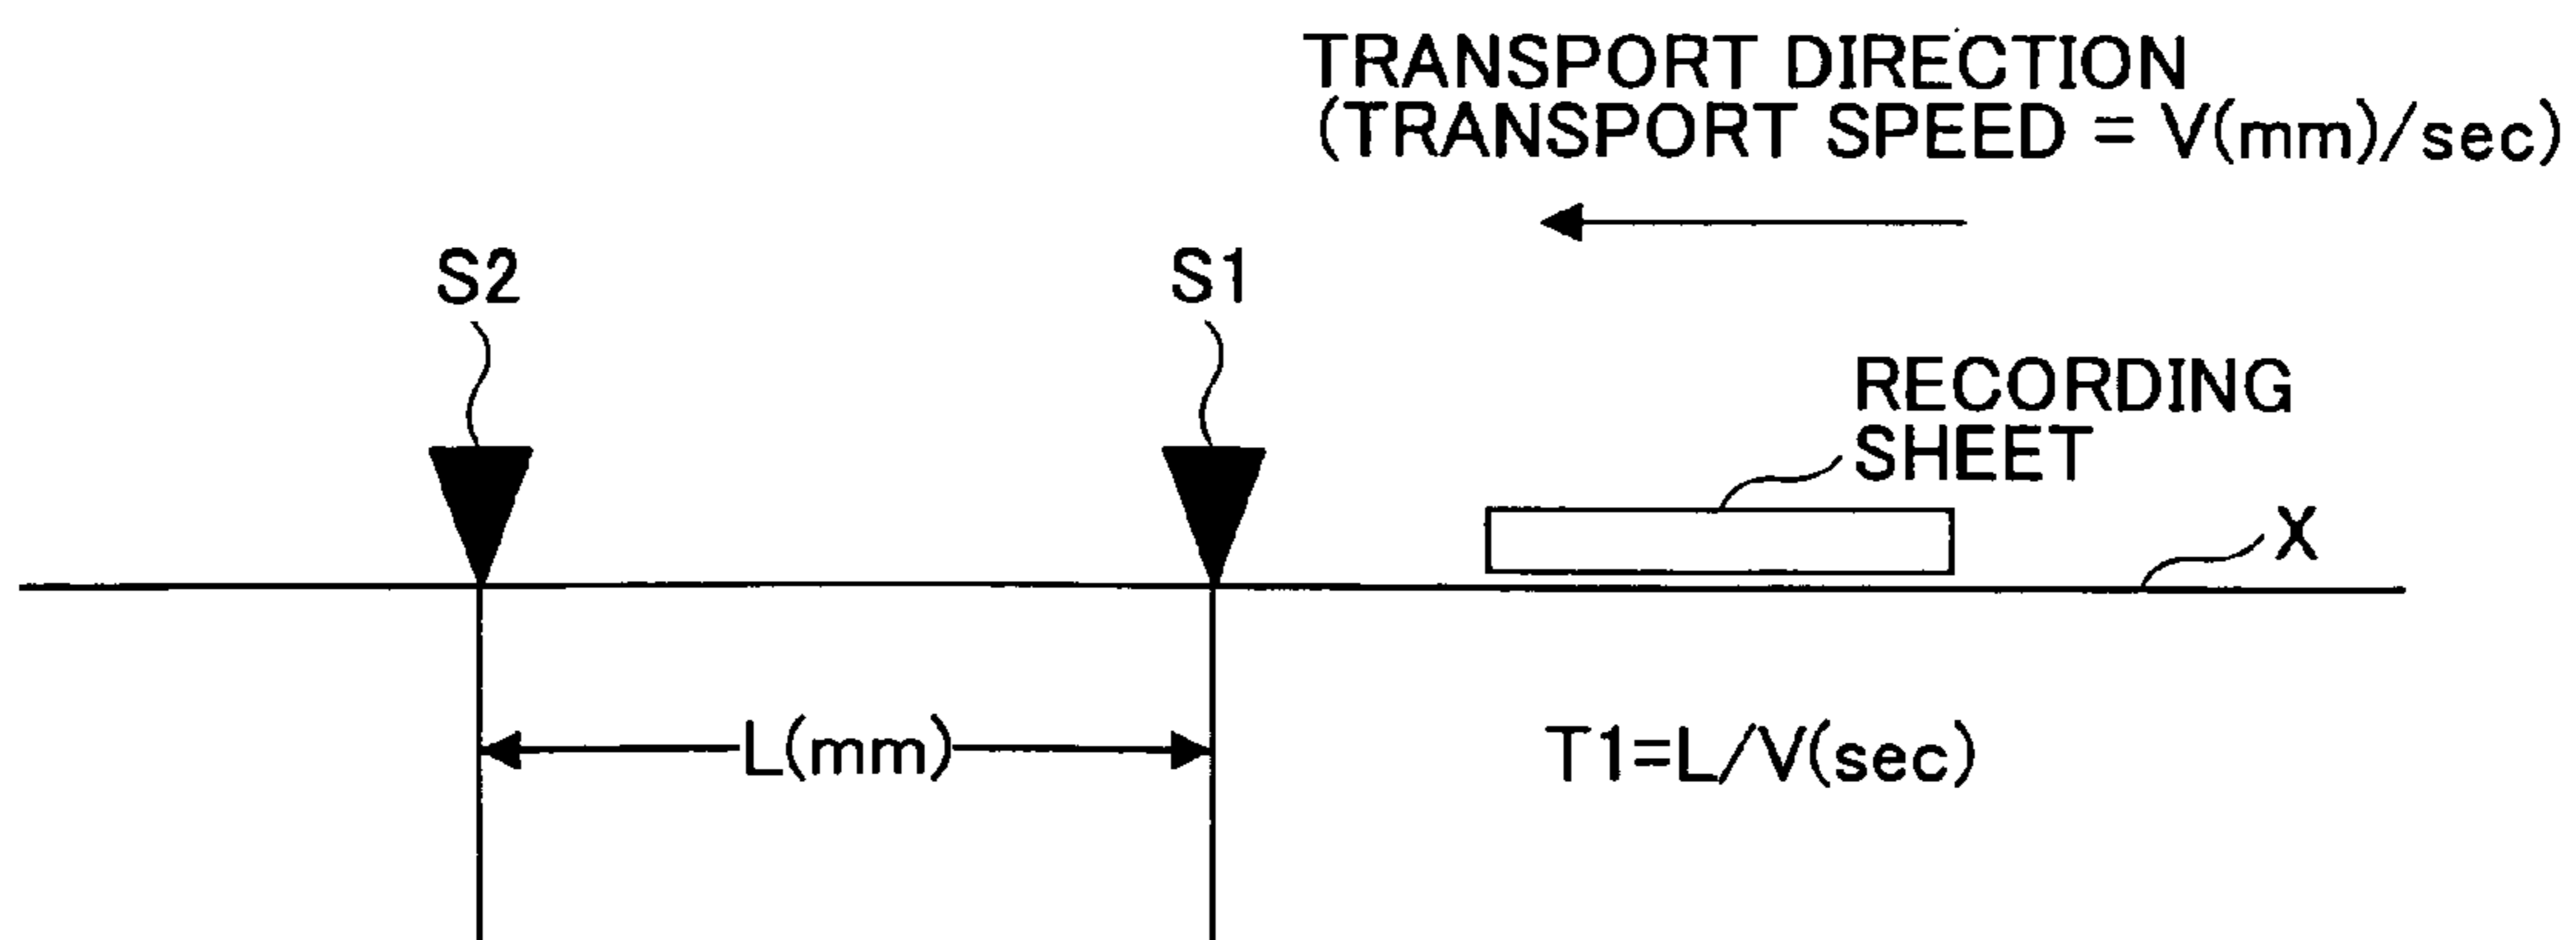 TRANSPORT DIRECTION
(TRANSPORT SPEED = V(mm)/sec)
S2
S1
RECORDING
SHEET
X
L(mm)
T1=L/V(sec)